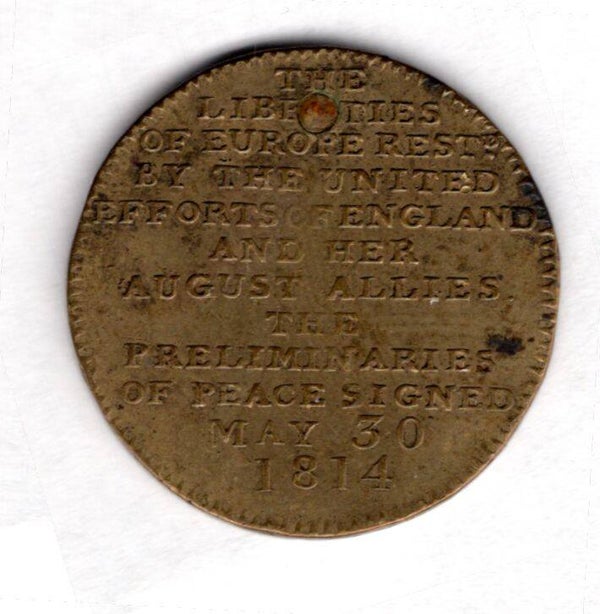 THE
LIBERTIES
OF EUROPE REST᎐ᴰ
BY THE UNITED
EFFORTS OF ENGLAND
AND HER
AUGUST ALLIES.
THE
PRELIMINARIES
OF PEACE SIGNED
MAY 30
1814